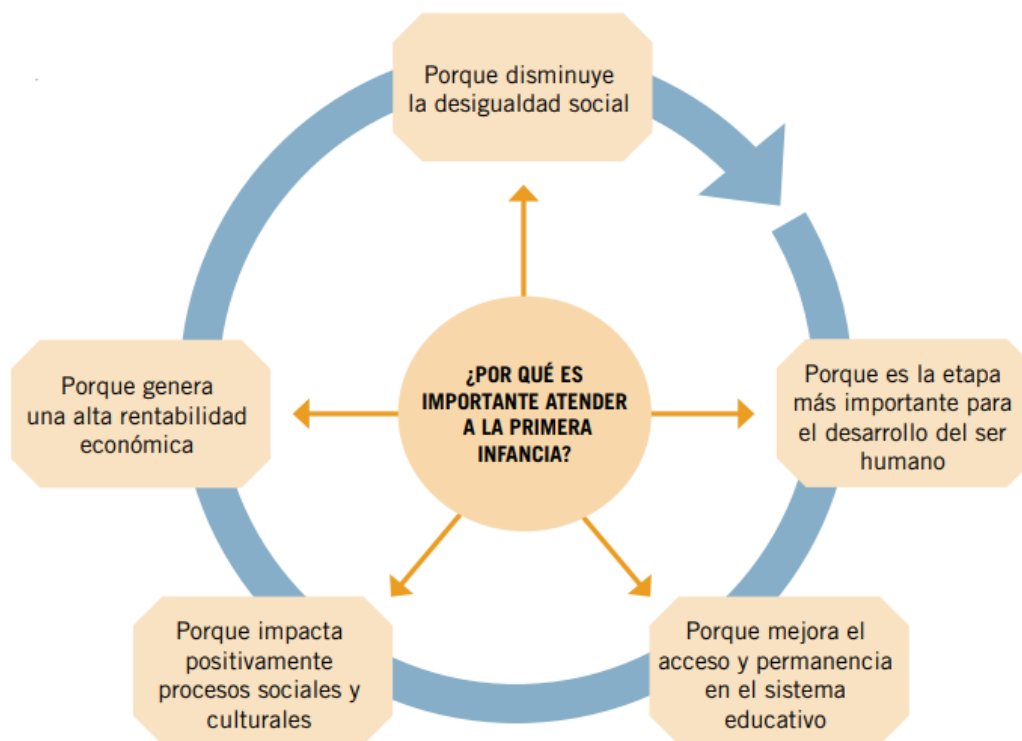 Porque disminuye
la desigualdad social
¿POR QUÉ ES
IMPORTANTE ATENDER
A LA PRIMERA
INFANCIA?
Porque es la etapa
más importante para
el desarrollo del ser
humano
Porque mejora el
acceso y permanencia
en el sistema
educativo
Porque impacta
positivamente
procesos sociales y
culturales
Porque genera
una alta rentabilidad
económica